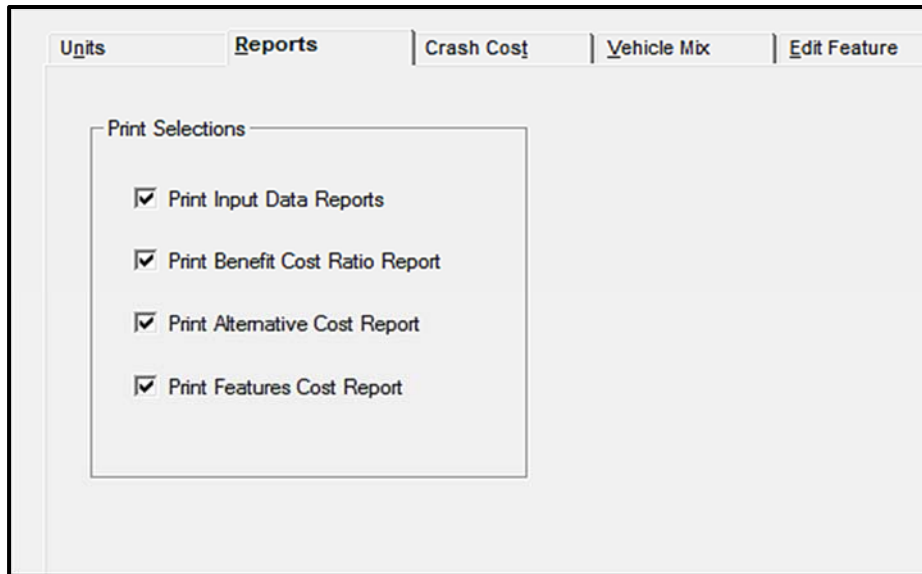 Units Reports Crash Cost Vehicle Mix Edit Feature
Print Selections
Print Input Data Reports
Print Benefit Cost Ratio Report
Print Alternative Cost Report
Print Features Cost Report